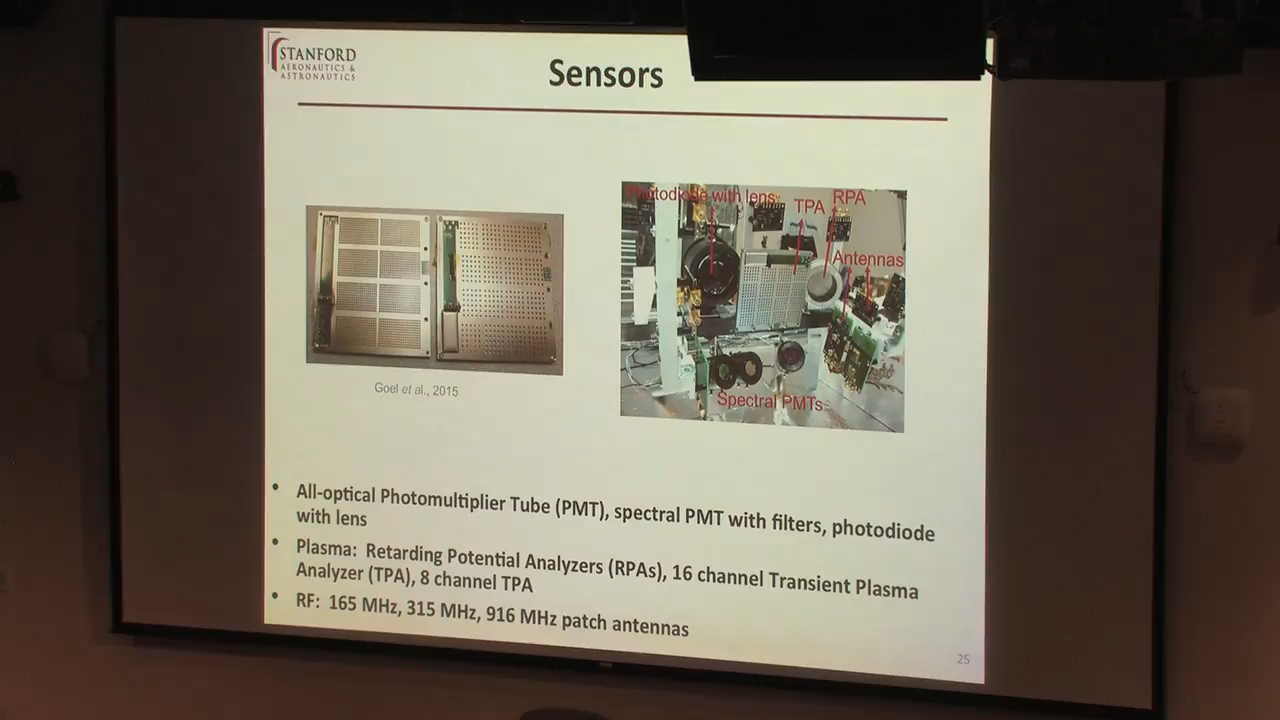 STANFORD
AERONAUTICS &
ASTRONAUTICS
Sensors
Photodiode with lens
TPA
RPA
Antennas
Spectral PMTs
Goel et al., 2015
• All-optical Photomultiplier Tube (PMT), spectral PMT with filters, photodiode
with lens
• Plasma: Retarding Potential Analyzers (RPAs), 16 channel Transient Plasma
Analyzer (TPA), 8 channel TPA
• RF: 165 MHz, 315 MHz, 916 MHz patch antennas
25